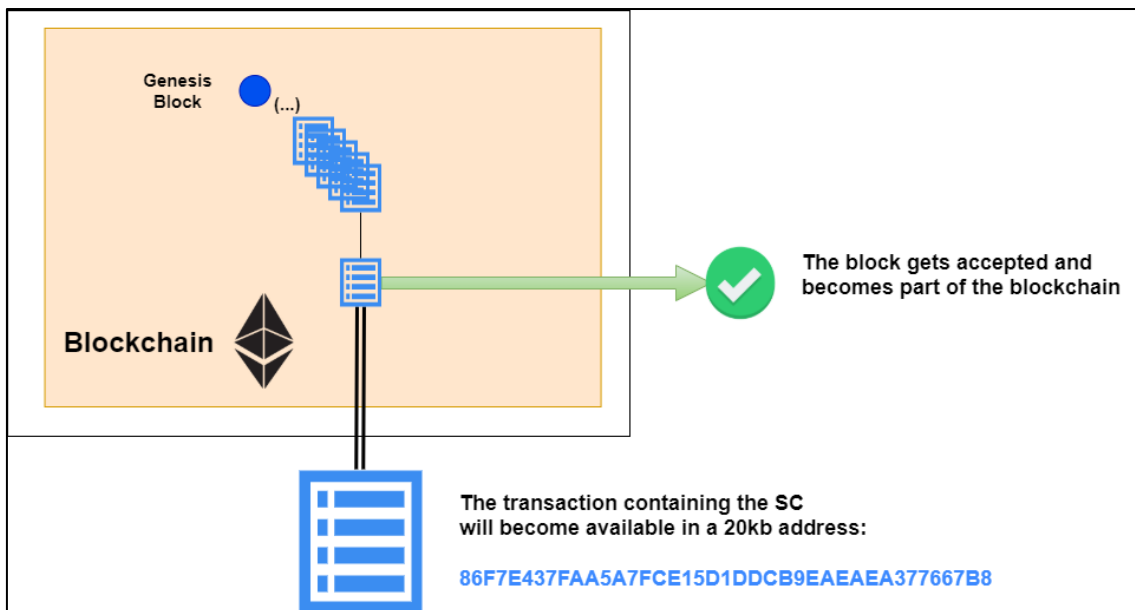 Genesis
Block
(...)
Blockchain
The block gets accepted and
becomes part of the blockchain
The transaction containing the SC
will become available in a 20kb address:
86F7E437FAA5A7FCE15D1DDCB9EAEAEA377667B8